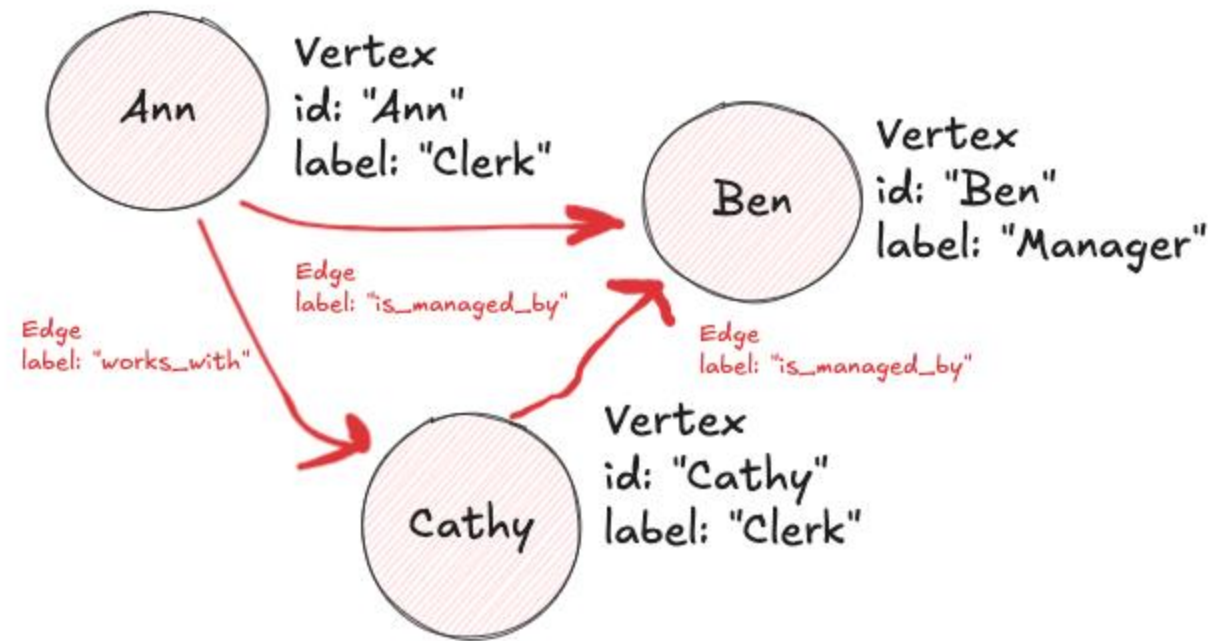 Ann
Vertex
id: "Ann"
label: "Clerk"
Ben
Vertex
id: "Ben"
label: "Manager"
Edge
label: "is_managed_by"
Edge
label: "works_with"
Edge
label: "is_managed_by"
Cathy
Vertex
id: "Cathy"
label: "Clerk"